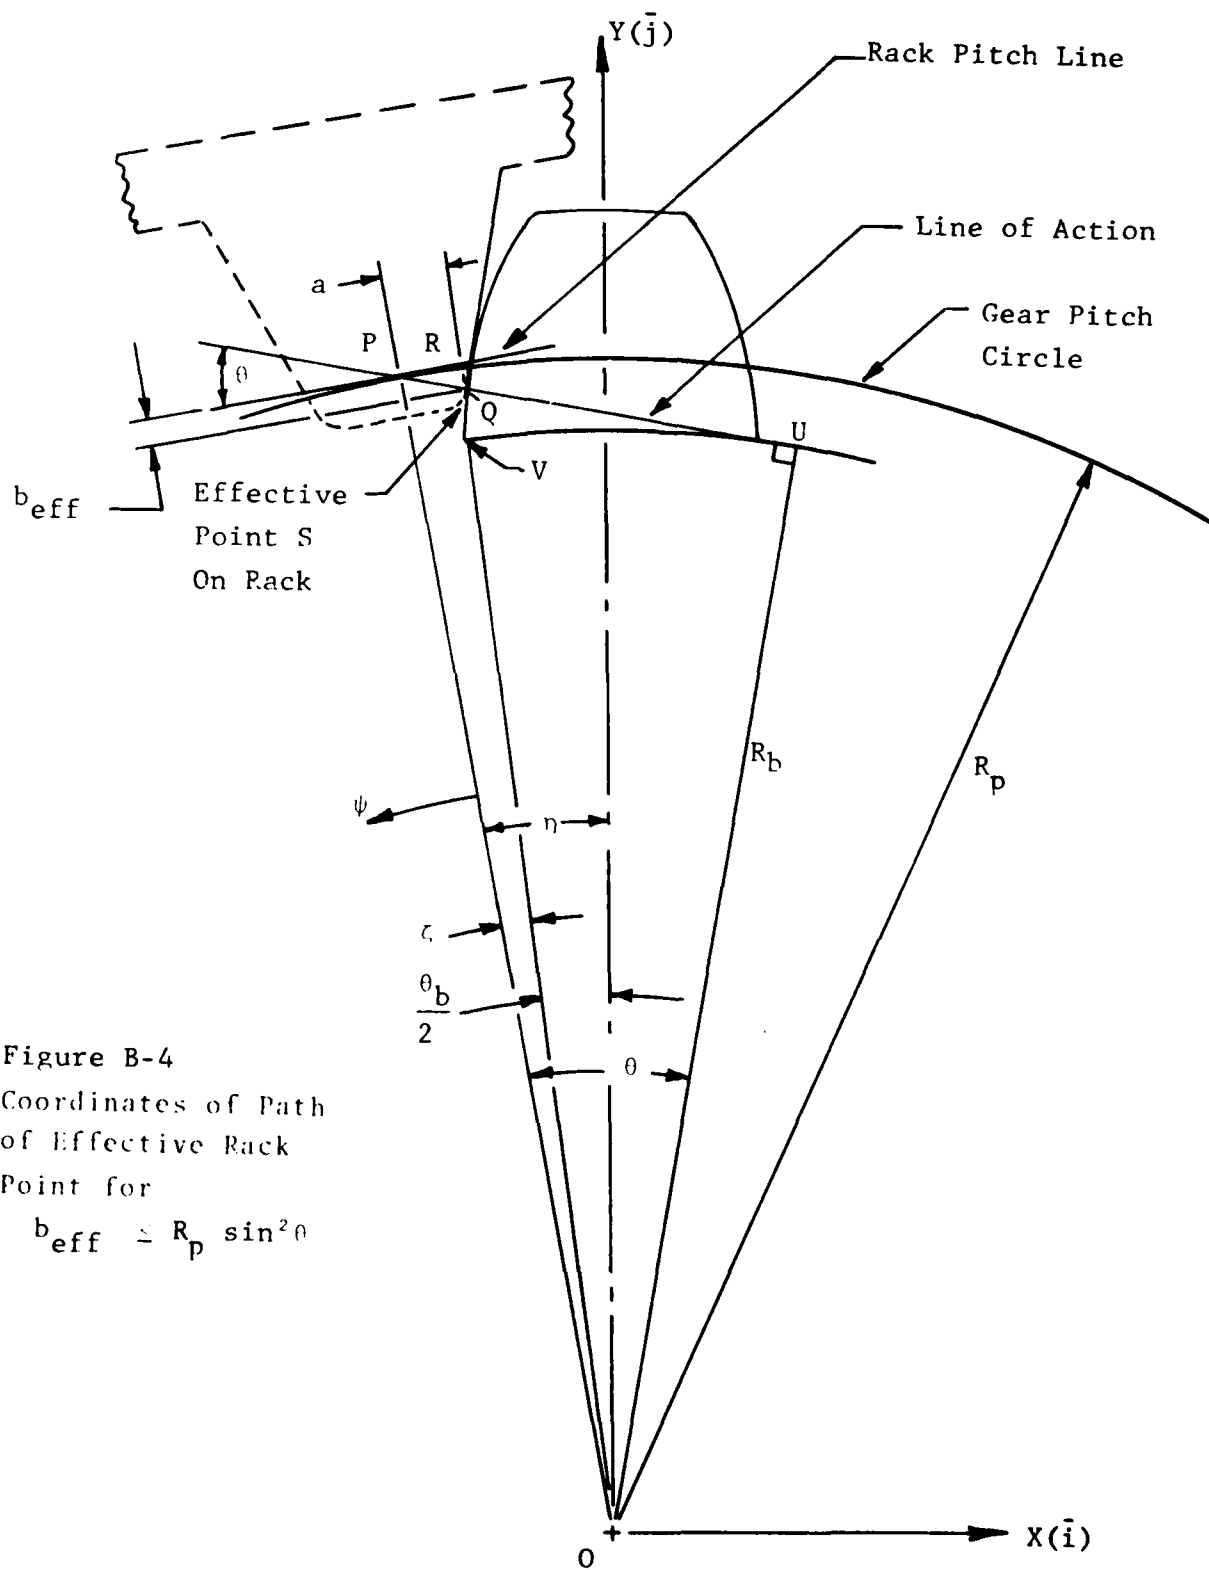 Y(j̄)
Rack Pitch Line
Line of Action
Gear Pitch
Circle
a
P
R
θ
Q
U
V
b_eff
Effective
Point S
On Rack
R_b
R_p
ψ
η
ζ
θ_b
2
θ
Figure B-4
Coordinates of Path
of Effective Rack
Point for
b_eff ≤ R_p sin²θ
X(ī)
O